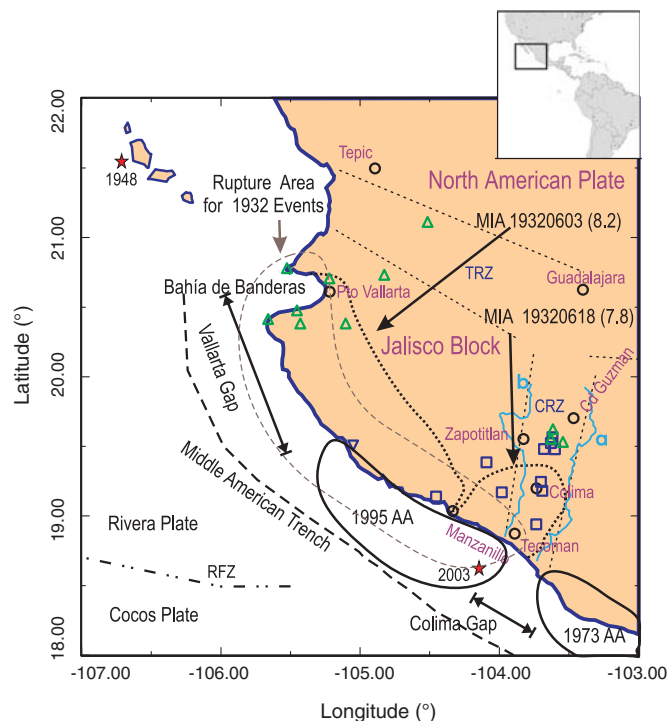 22.00
21.00
20.00
19.00
18.00
Latitude (°)
-107.00
-106.00
-105.00
-104.00
-103.00
Longitude (°)
1948
Tepic
Rupture Area
for 1932 Events
North American Plate
MIA 19320603 (8.2)
TRZ
Guadalajara
Bahía de Banderas
Pto Vallarta
MIA 19320618 (7.8)
Jalisco Block
Vallarta Gap
b
Cd Guzman
CRZ
a
Zapotitlan
Middle American Trench
Colima
1995 AA
Rivera Plate
Manzanillo
Tecoman
RFZ
2003
Cocos Plate
Colima Gap
1973 AA